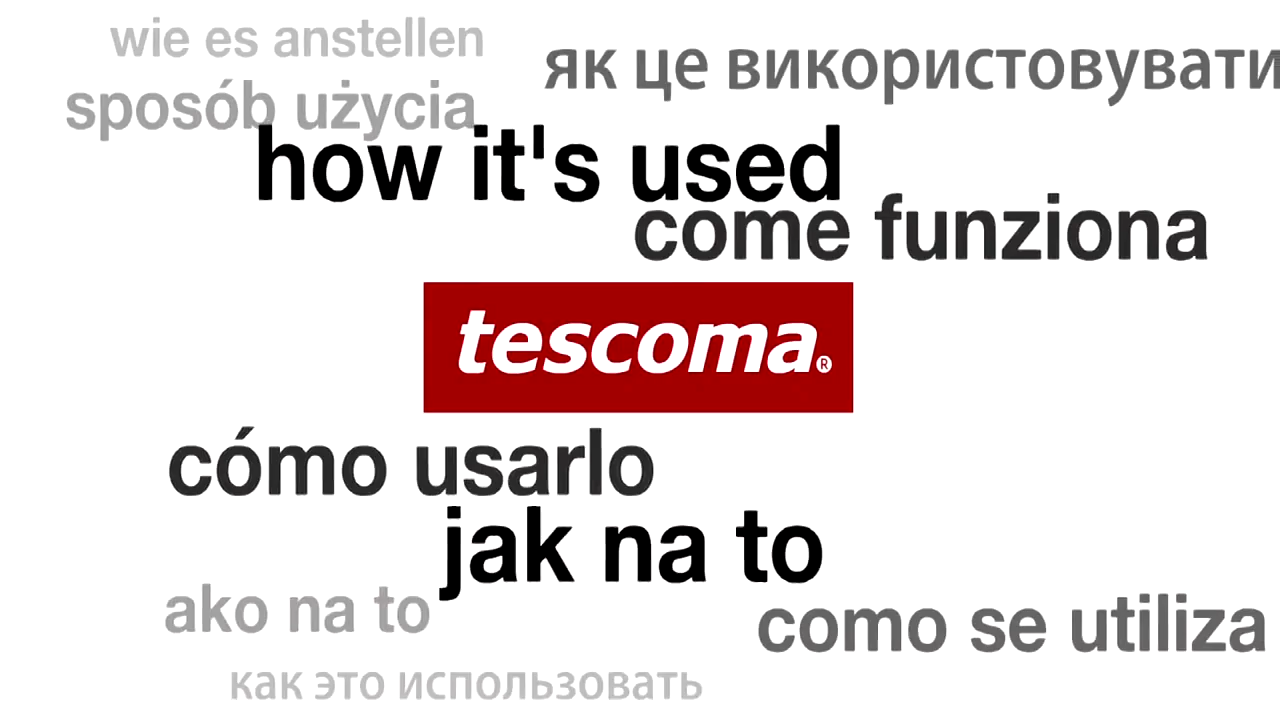 wie es anstellen
як це використовувати
sposób użycia
how it's used
come funziona
tescoma®
cómo usarlo
jak na to
ako na to
como se utiliza
как это использовать